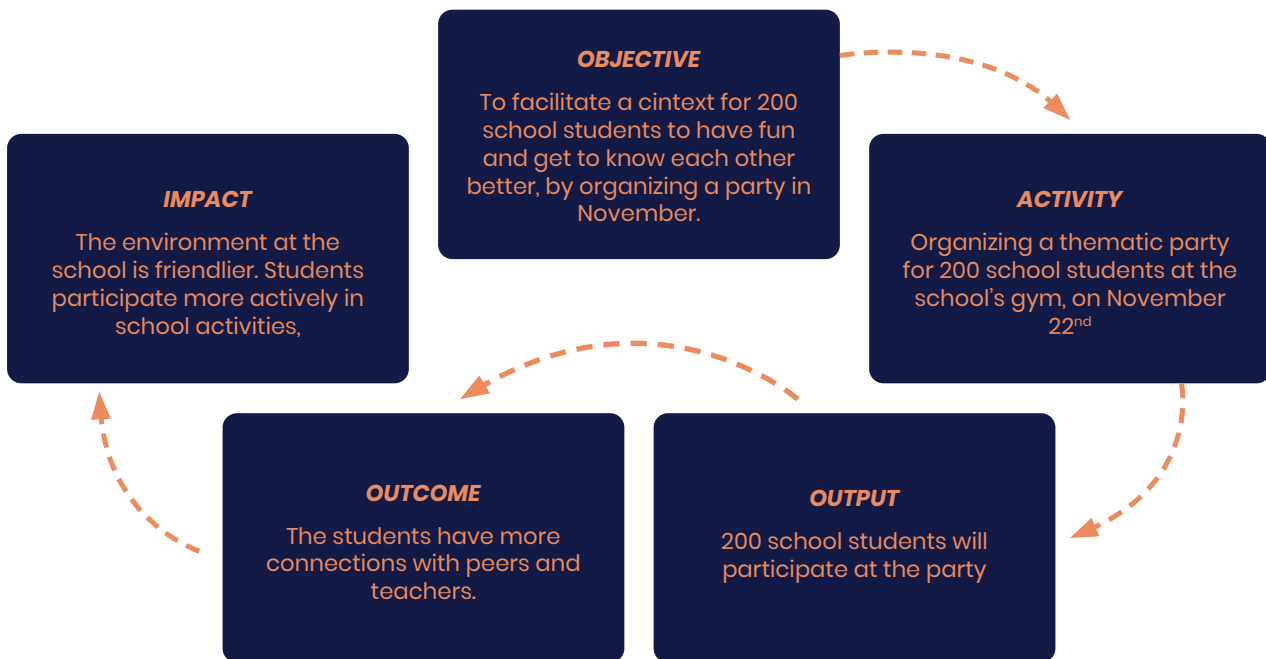 OBJECTIVE
To facilitate a cintext for 200
school students to have fun
and get to know each other
better, by organizing a party in
November.
ACTIVITY
Organizing a thematic party
for 200 school students at the
school’s gym, on November
22nd
OUTPUT
200 school students will
participate at the party
OUTCOME
The students have more
connections with peers and
teachers.
IMPACT
The environment at the
school is friendlier. Students
participate more actively in
school activities,